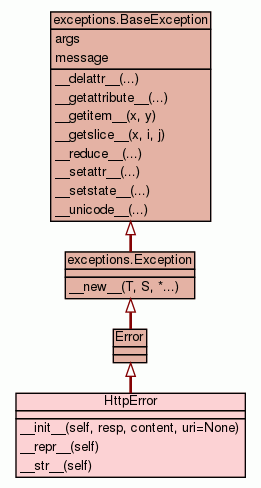 exceptions.BaseException
args
message
__delattr__(...)
__getattribute__(...)
__getitem__(x, y)
__getslice__(x, i, j)
__reduce__(...)
__setattr__(...)
__setstate__(...)
__unicode__(...)
exceptions.Exception
__new__(T, S, *...)
Error
HttpError
__init__(self, resp, content, uri=None)
__repr__(self)
__str__(self)